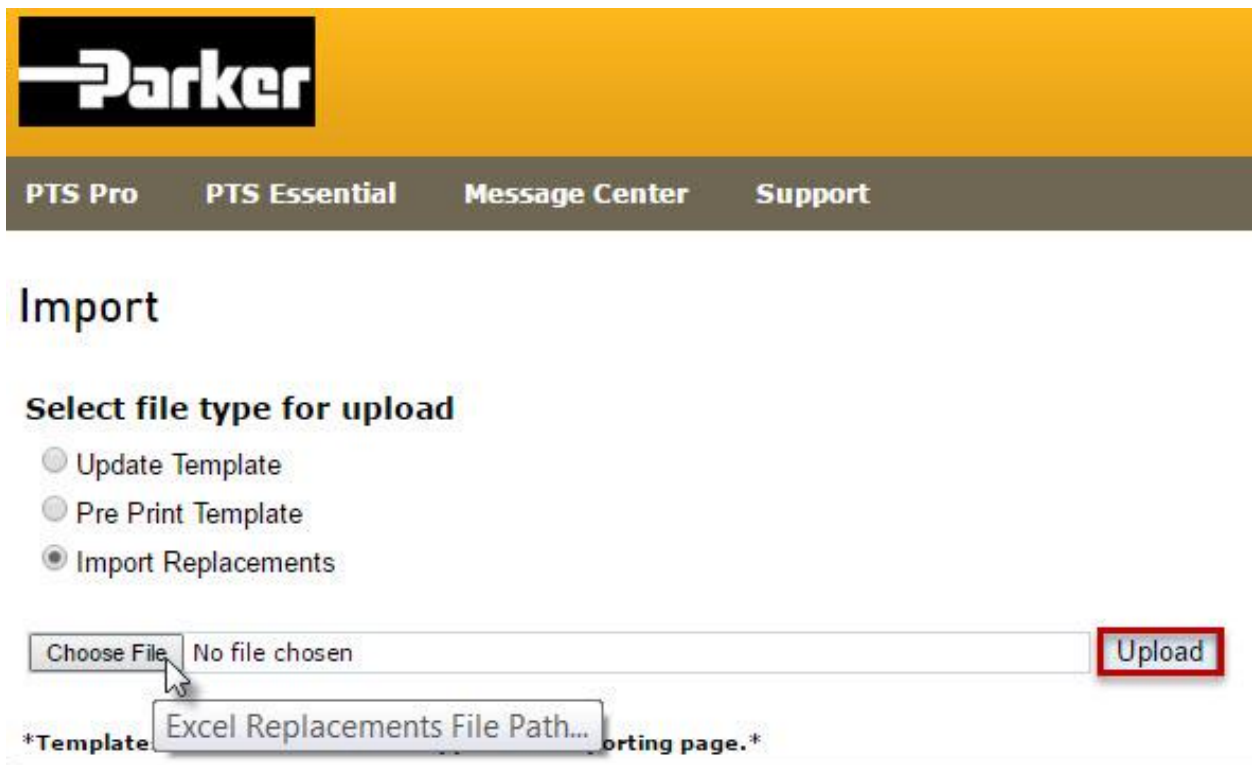 Parker
PTS Pro PTS Essential Message Center Support
Import
Select file type for upload
Update Template
Pre Print Template
Import Replacements
Choose File No file chosen Upload
Excel Replacements File Path...
*Template orting page.*